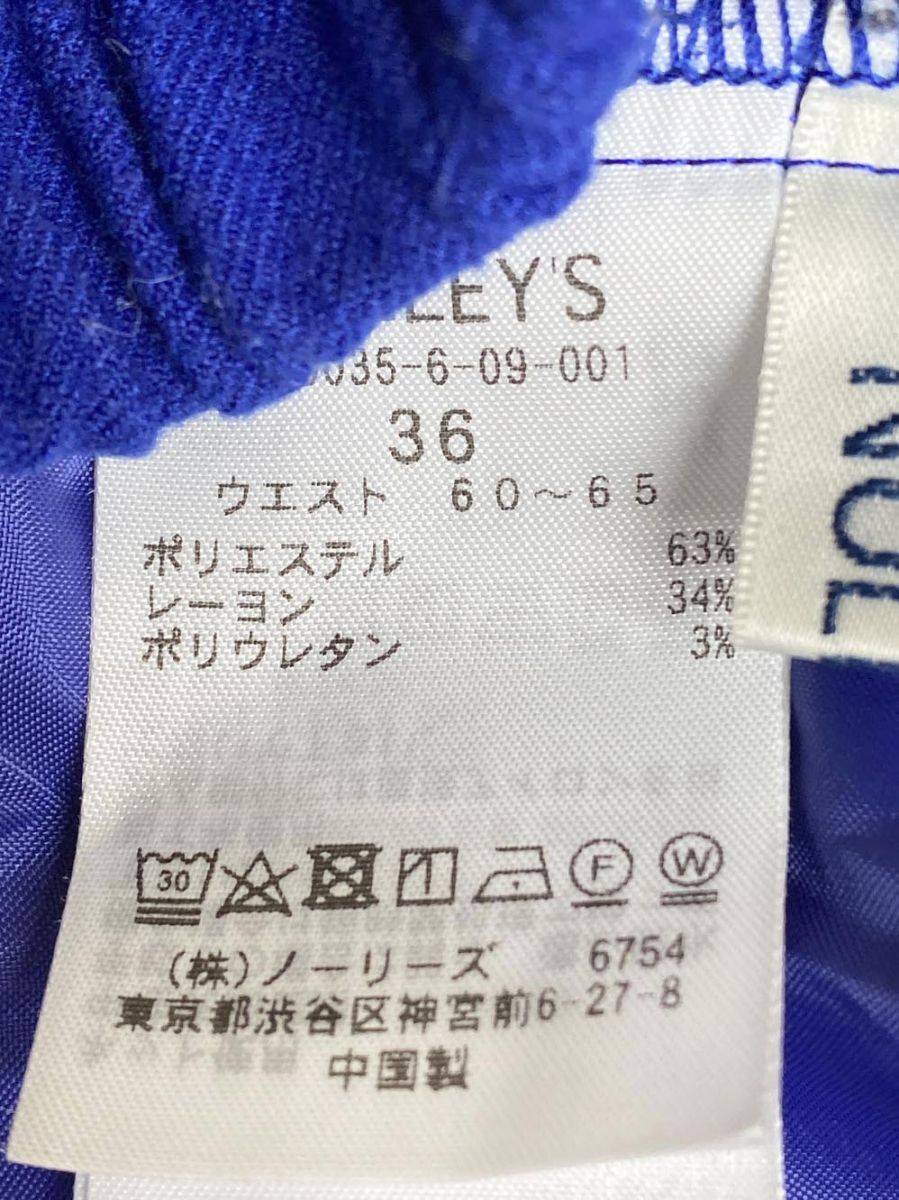 LEY'S
035-6-09-001
36
ウエスト 60～65
ポリエステル 63%
レーヨン 34%
ポリウレタン 3%
30 F W
(株)ノーリーズ 6754
東京都渋谷区神宮前6-27-8
中国製
NOL